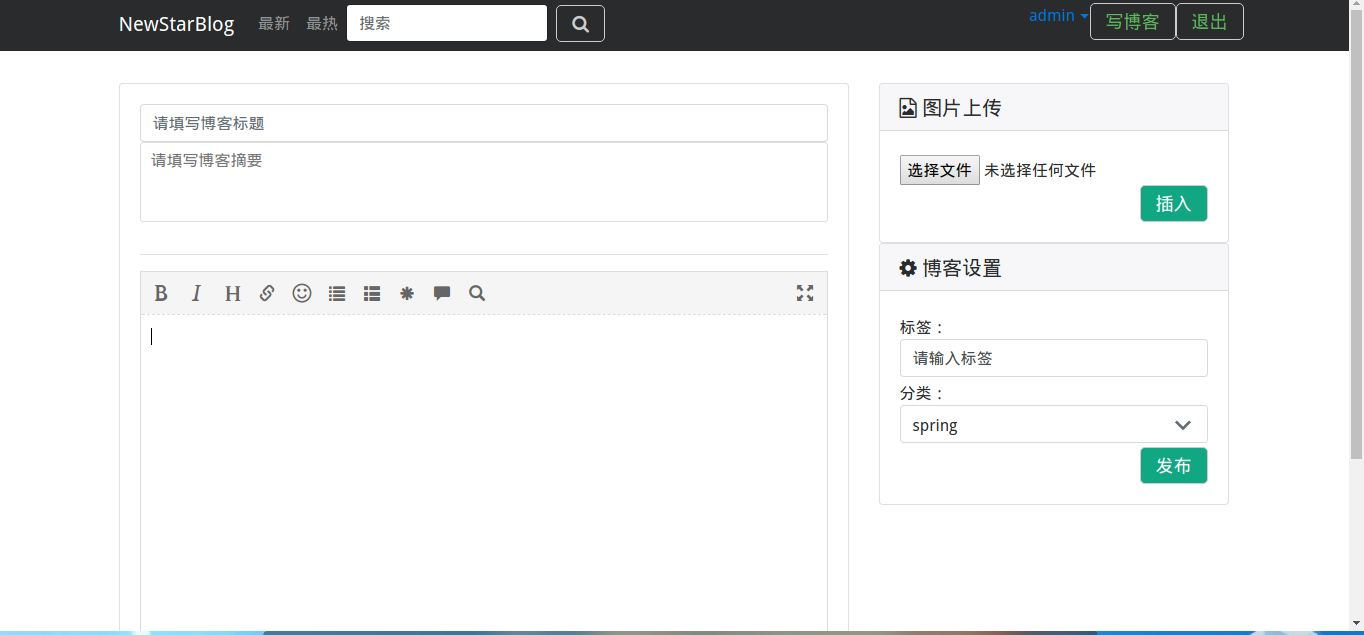 NewStarBlog 最新 最热 搜索 admin 写博客 退出
请填写博客标题
请填写博客摘要
B I H
图片上传
选择文件 未选择任何文件
插入
博客设置
标签：
请输入标签
分类：
spring
发布